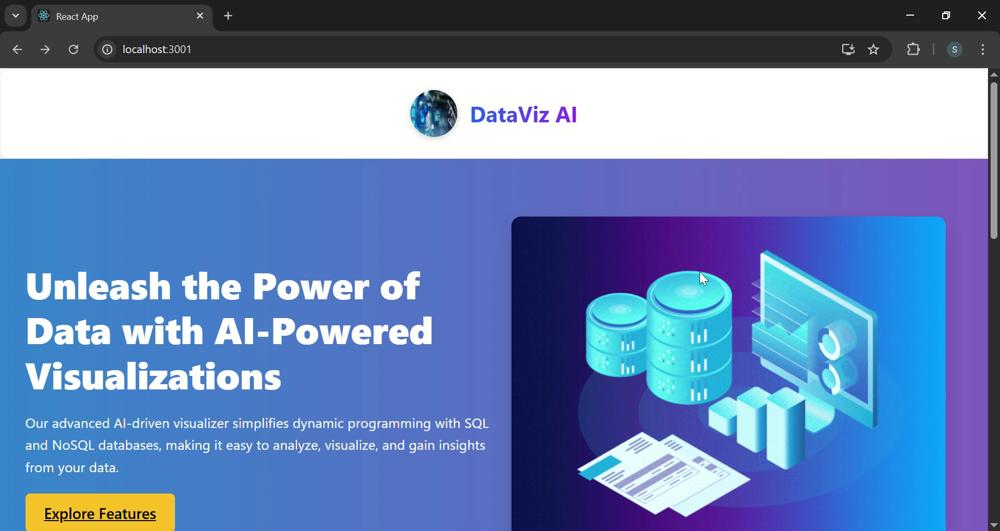 React App
localhost:3001
S
CHAT
BOT
DataViz AI
Unleash the Power of
Data with AI-Powered
Visualizations
Our advanced AI-driven visualizer simplifies dynamic programming with SQL
and NoSQL databases, making it easy to analyze, visualize, and gain insights
from your data.
Explore Features